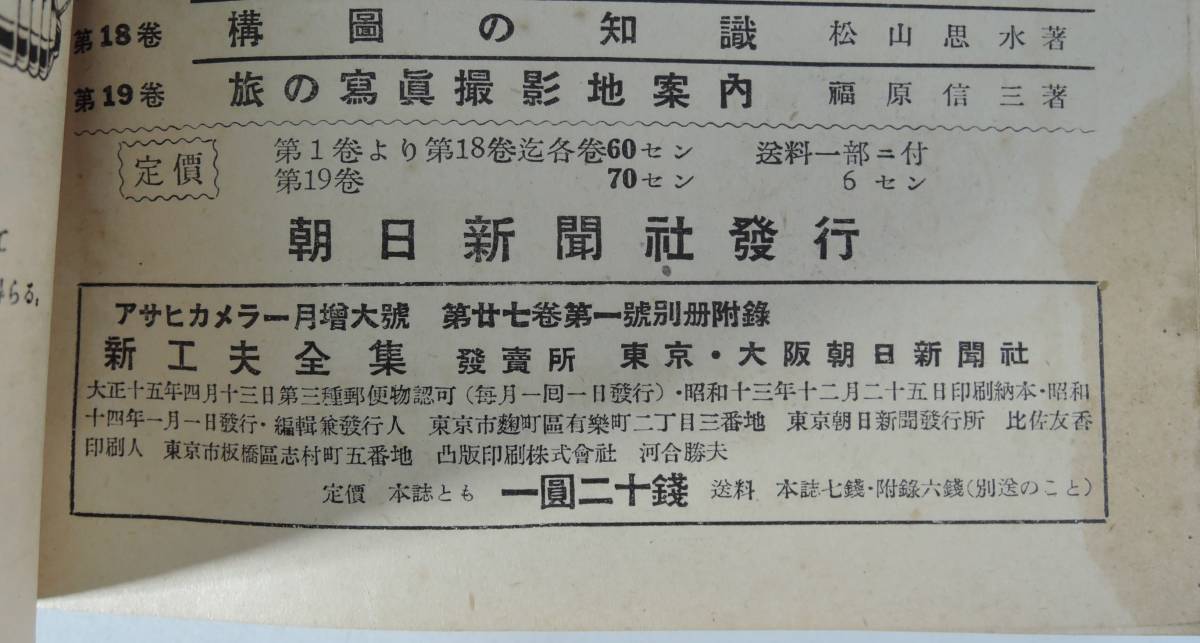 第18卷 構圖の知識 松山思水著
第19卷 旅の寫眞撮影地案內 福原信三著
定價 第1卷より第18卷迄各卷60セン 送料一部ニ付
第19卷 70セン 6セン
朝日新聞社發行
アサヒカメラ一月增大號 第廿七卷第一號別册附錄
新工夫全集 發賣所 東京・大阪朝日新聞社
大正十五年四月十三日第三種郵便物認可(每月一回一日發行)・昭和十三年十二月二十五日印刷納本・昭和
十四年一月一日發行・編輯兼發行人 東京市麴町區有樂町二丁目三番地 東京朝日新聞發行所 比佐友香
印刷人 東京市板橋區志村町五番地 凸版印刷株式會社 河合勝夫
定價 本誌とも 一圓二十錢 送料 本誌七錢・附錄六錢(別送のこと)